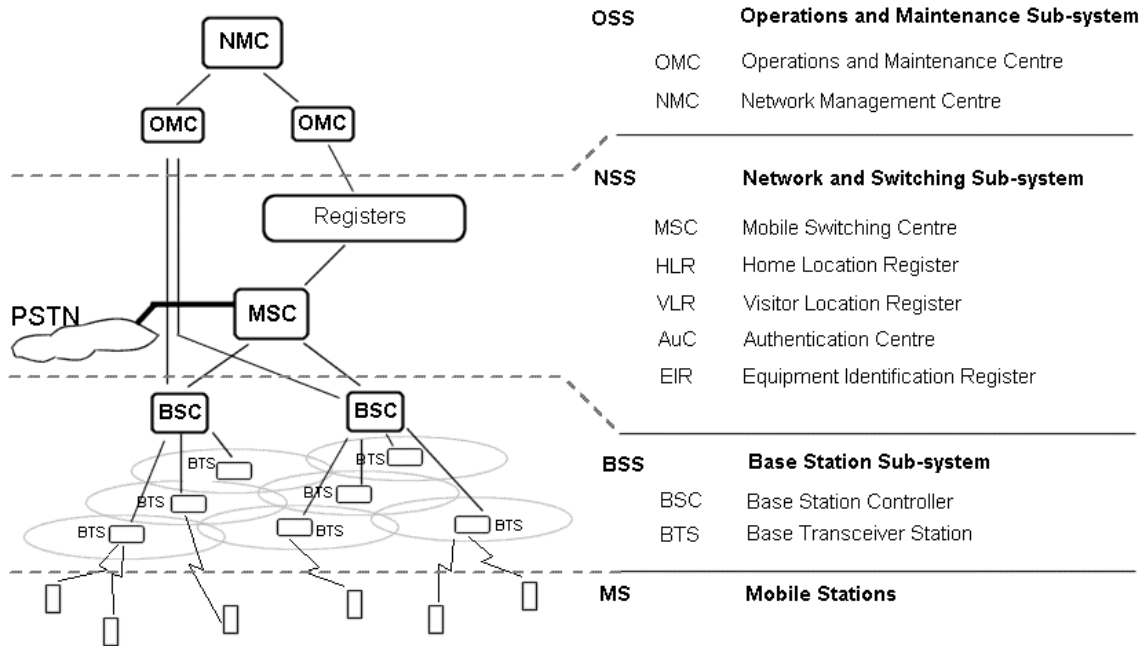 NMC
OMC
OMC
Registers
PSTN
MSC
BSC
BSC
BTS
BTS
BTS
BTS
BTS
BTS
BTS
OSS Operations and Maintenance Sub-system
OMC Operations and Maintenance Centre
NMC Network Management Centre
NSS Network and Switching Sub-system
MSC Mobile Switching Centre
HLR Home Location Register
VLR Visitor Location Register
AuC Authentication Centre
EIR Equipment Identification Register
BSS Base Station Sub-system
BSC Base Station Controller
BTS Base Transceiver Station
MS Mobile Stations